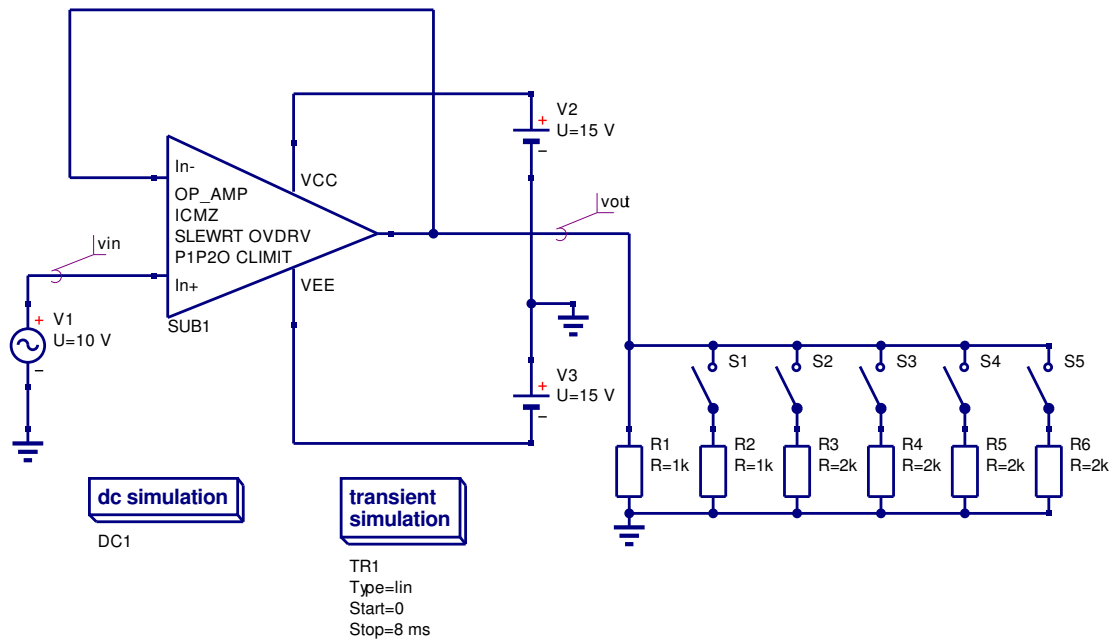 V2
+
U=15 V
–
In-
VCC
OP_AMP
ICMZ
SLEWRT OVDRV
P1P2O CLIMIT
vout
vin
In+
VEE
SUB1
+
V1
U=10 V
–
S1
S2
S3
S4
S5
V3
+
U=15 V
–
R1
R=1k
R2
R=1k
R3
R=2k
R4
R=2k
R5
R=2k
R6
R=2k
dc simulation
DC1
transient
simulation
TR1
Type=lin
Start=0
Stop=8 ms